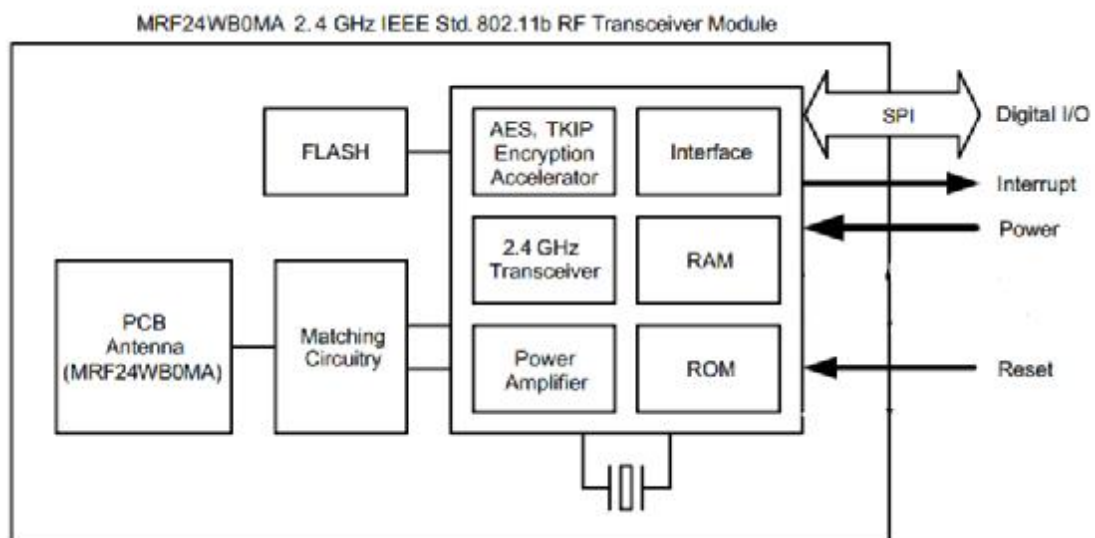 MRF24WB0MA 2.4 GHz IEEE Std. 802.11b RF Transceiver Module
FLASH
AES, TKIP
Encryption
Accelerator
Interface
SPI
Digital I/O
Interrupt
Power
2.4 GHz
Transceiver
RAM
PCB
Antenna
(MRF24WB0MA)
Matching
Circuitry
Power
Amplifier
ROM
Reset